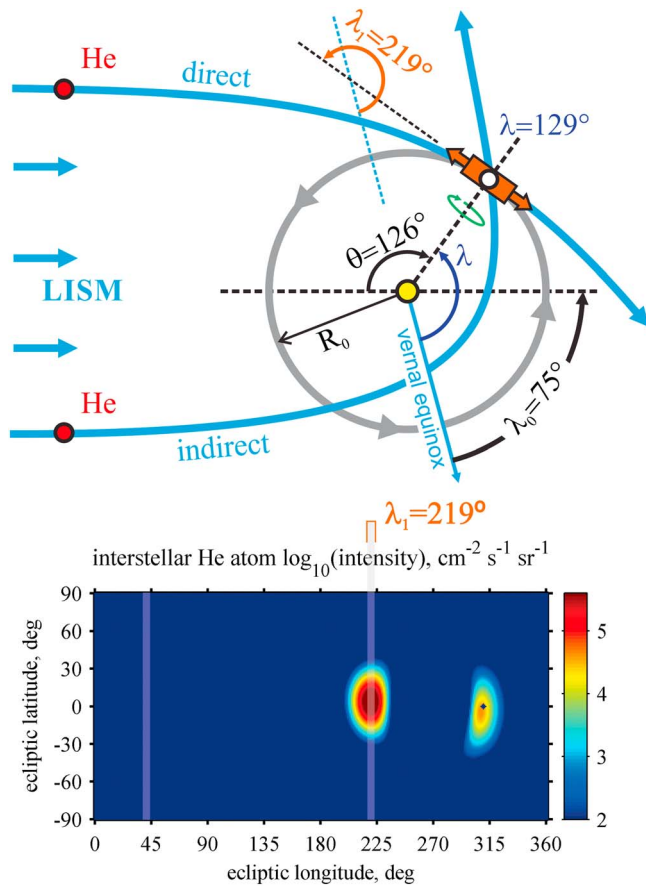 λ₁=219°
He
direct
λ=129°
θ=126°
λ
LISM
R₀
He
vernal equinox
λ₀=75°
indirect
λ₁=219°
interstellar He atom log₁₀(intensity), cm⁻² s⁻¹ sr⁻¹
90
60
30
0
-30
-60
-90
ecliptic latitude, deg
0 45 90 135 180 225 270 315 360
ecliptic longitude, deg
5
4
3
2